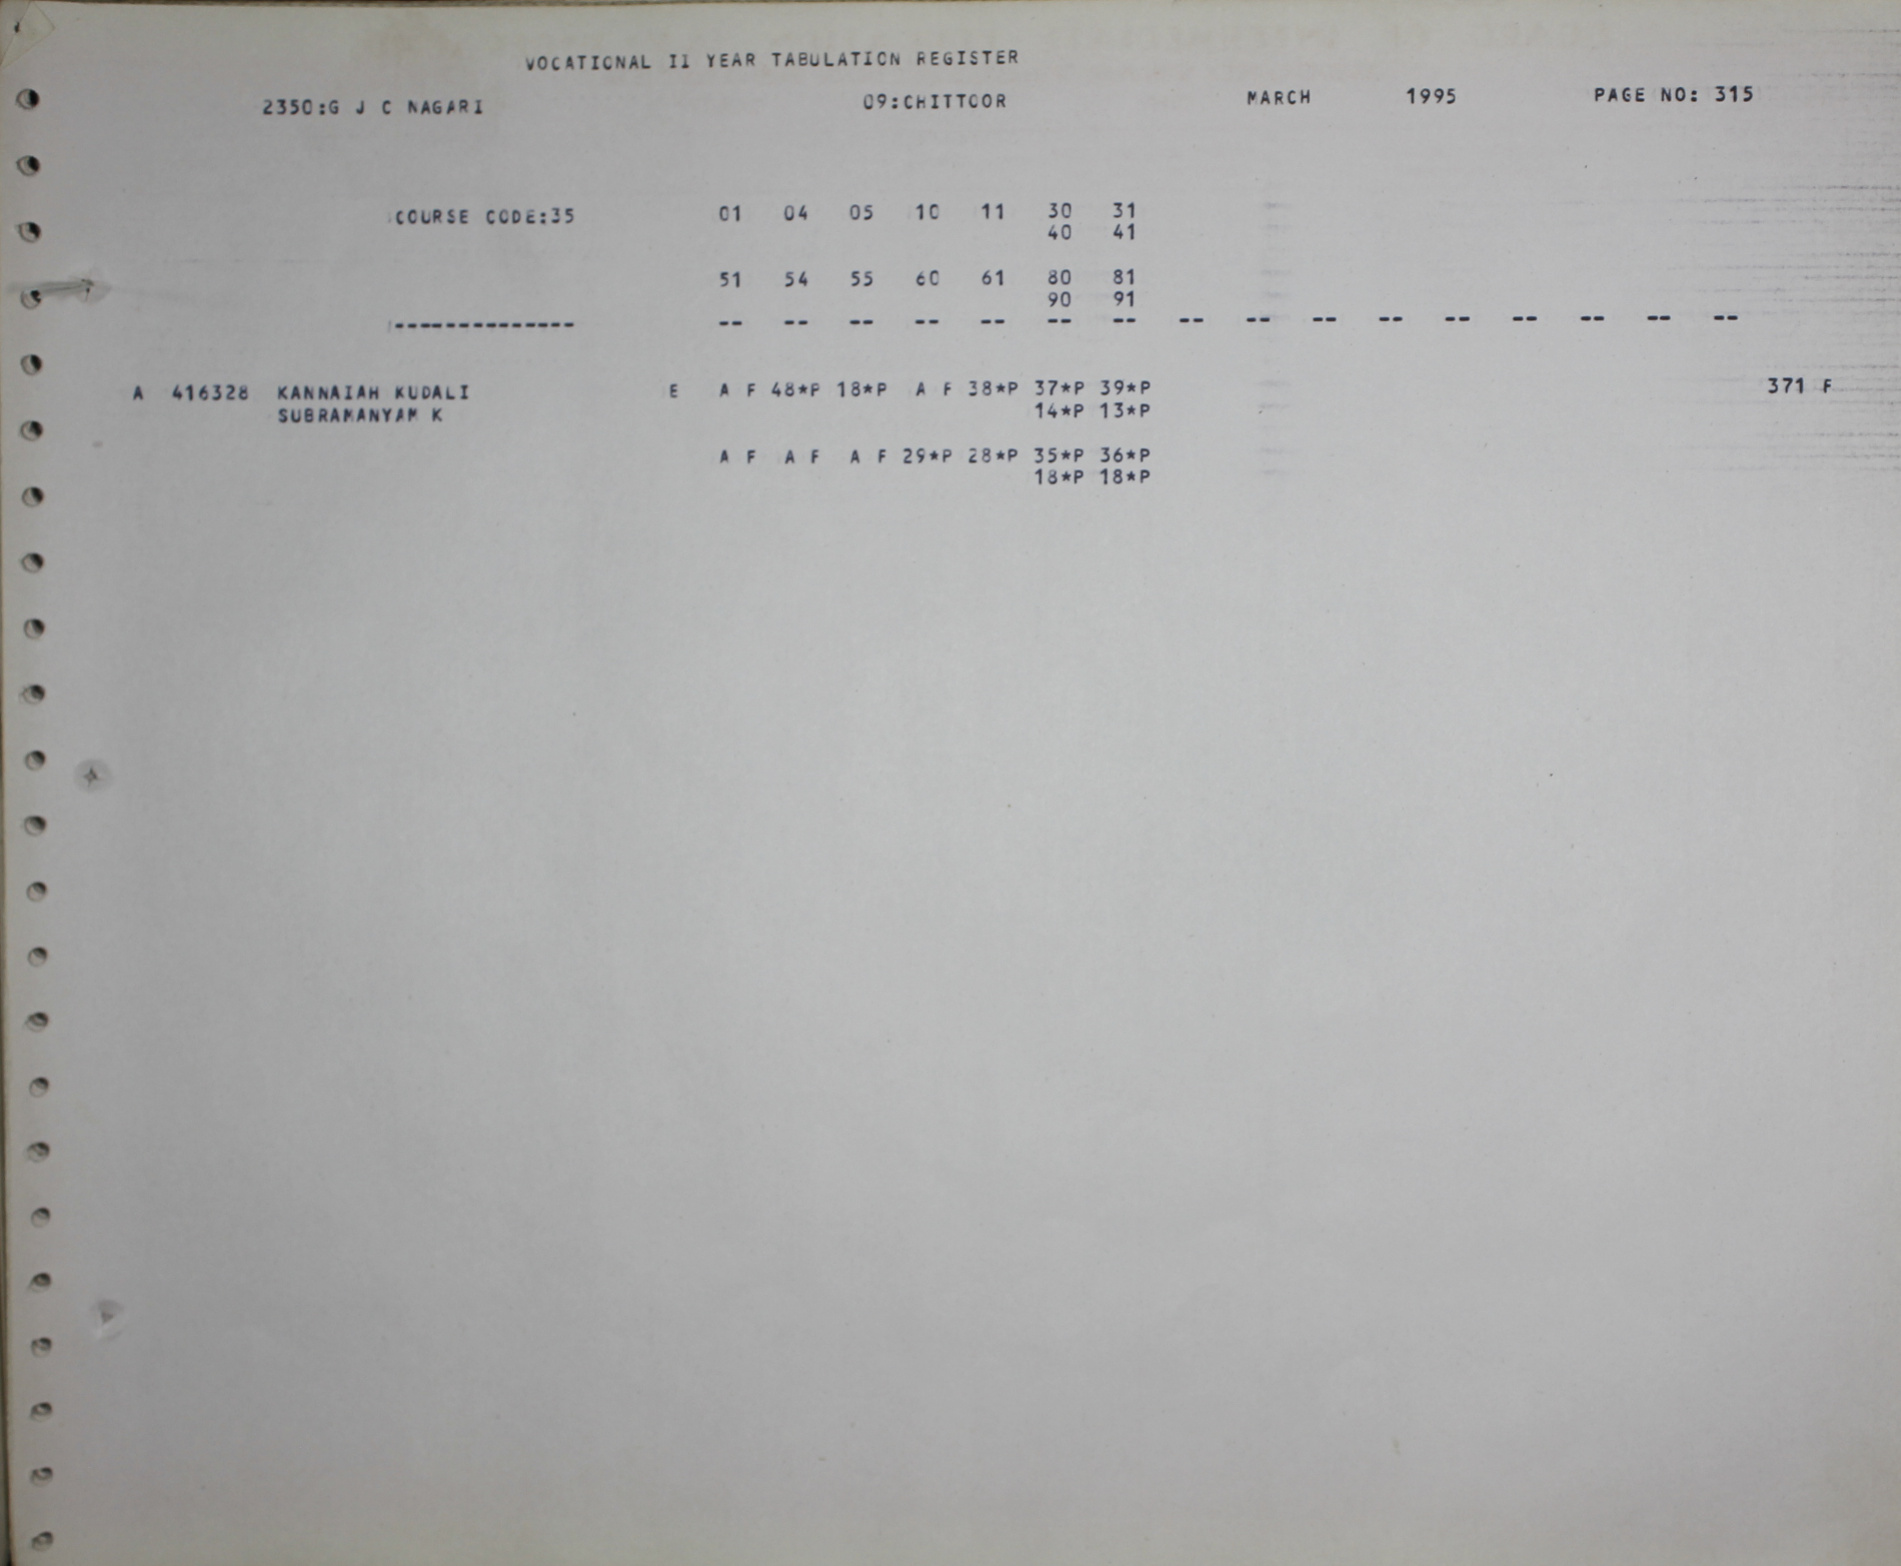 VOCATIONAL II YEAR TABULATION REGISTER
2350:G J C NAGARI 09:CHITTOOR MARCH 1995 PAGE NO: 315
COURSE CODE:35 01 04 05 10 11 30 31
40 41
51 54 55 60 61 80 81
90 91
-------------- -- -- -- -- -- -- -- -- -- -- -- -- -- -- -- --
A 416328 KANNAIAH KUDALI E A F 48*P 18*P A F 38*P 37*P 39*P 371 F
SUBRAMANYAM K 14*P 13*P
A F A F A F 29*P 28*P 35*P 36*P
18*P 18*P